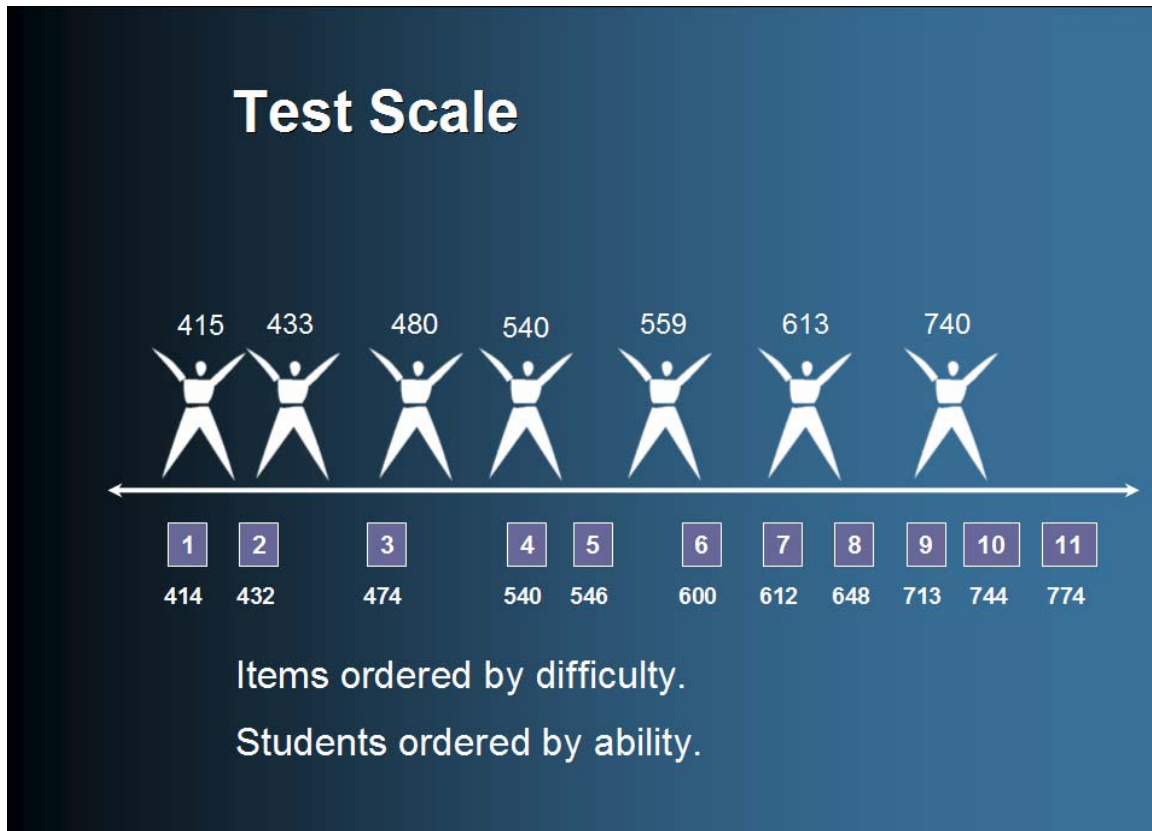 Test Scale
415 433 480 540 559 613 740
1 2 3 4 5 6 7 8 9 10 11
414 432 474 540 546 600 612 648 713 744 774
Items ordered by difficulty.
Students ordered by ability.